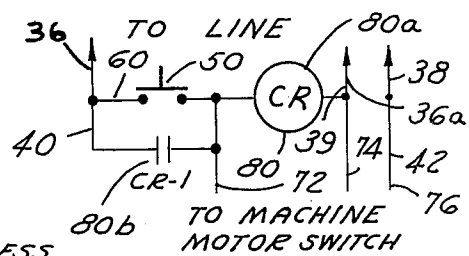 80a
36 TO LINE
60 50
38
CR
36a
40 39
CR-1 80 74 42
72
80b 76
TO MACHINE
MOTOR SWITCH
ESS